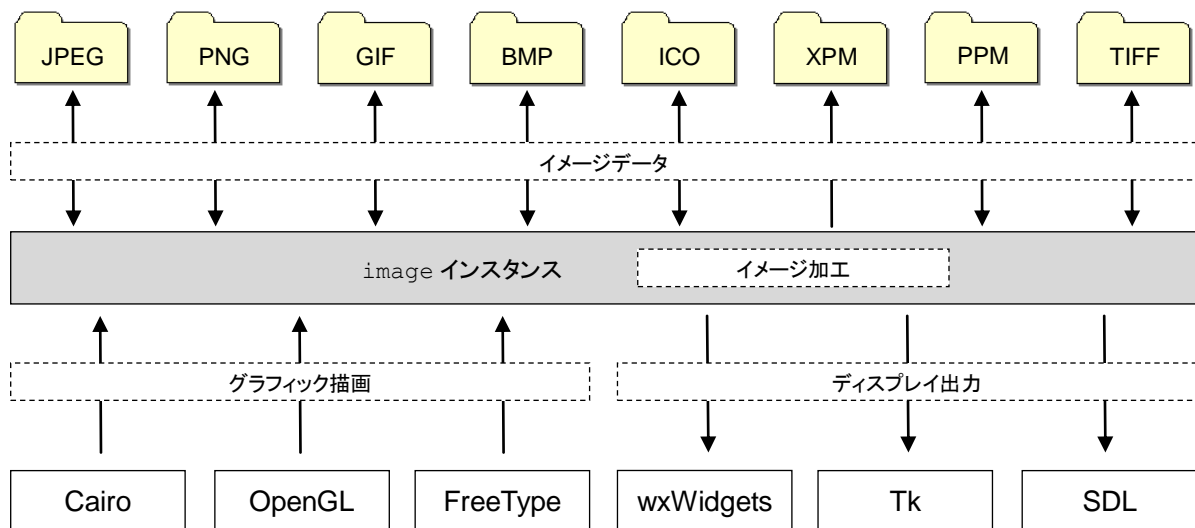 JPEG PNG GIF BMP ICO XPM PPM TIFF
イメージデータ
image インスタンス イメージ加工
グラフィック描画 ディスプレイ出力
Cairo OpenGL FreeType wxWidgets Tk SDL